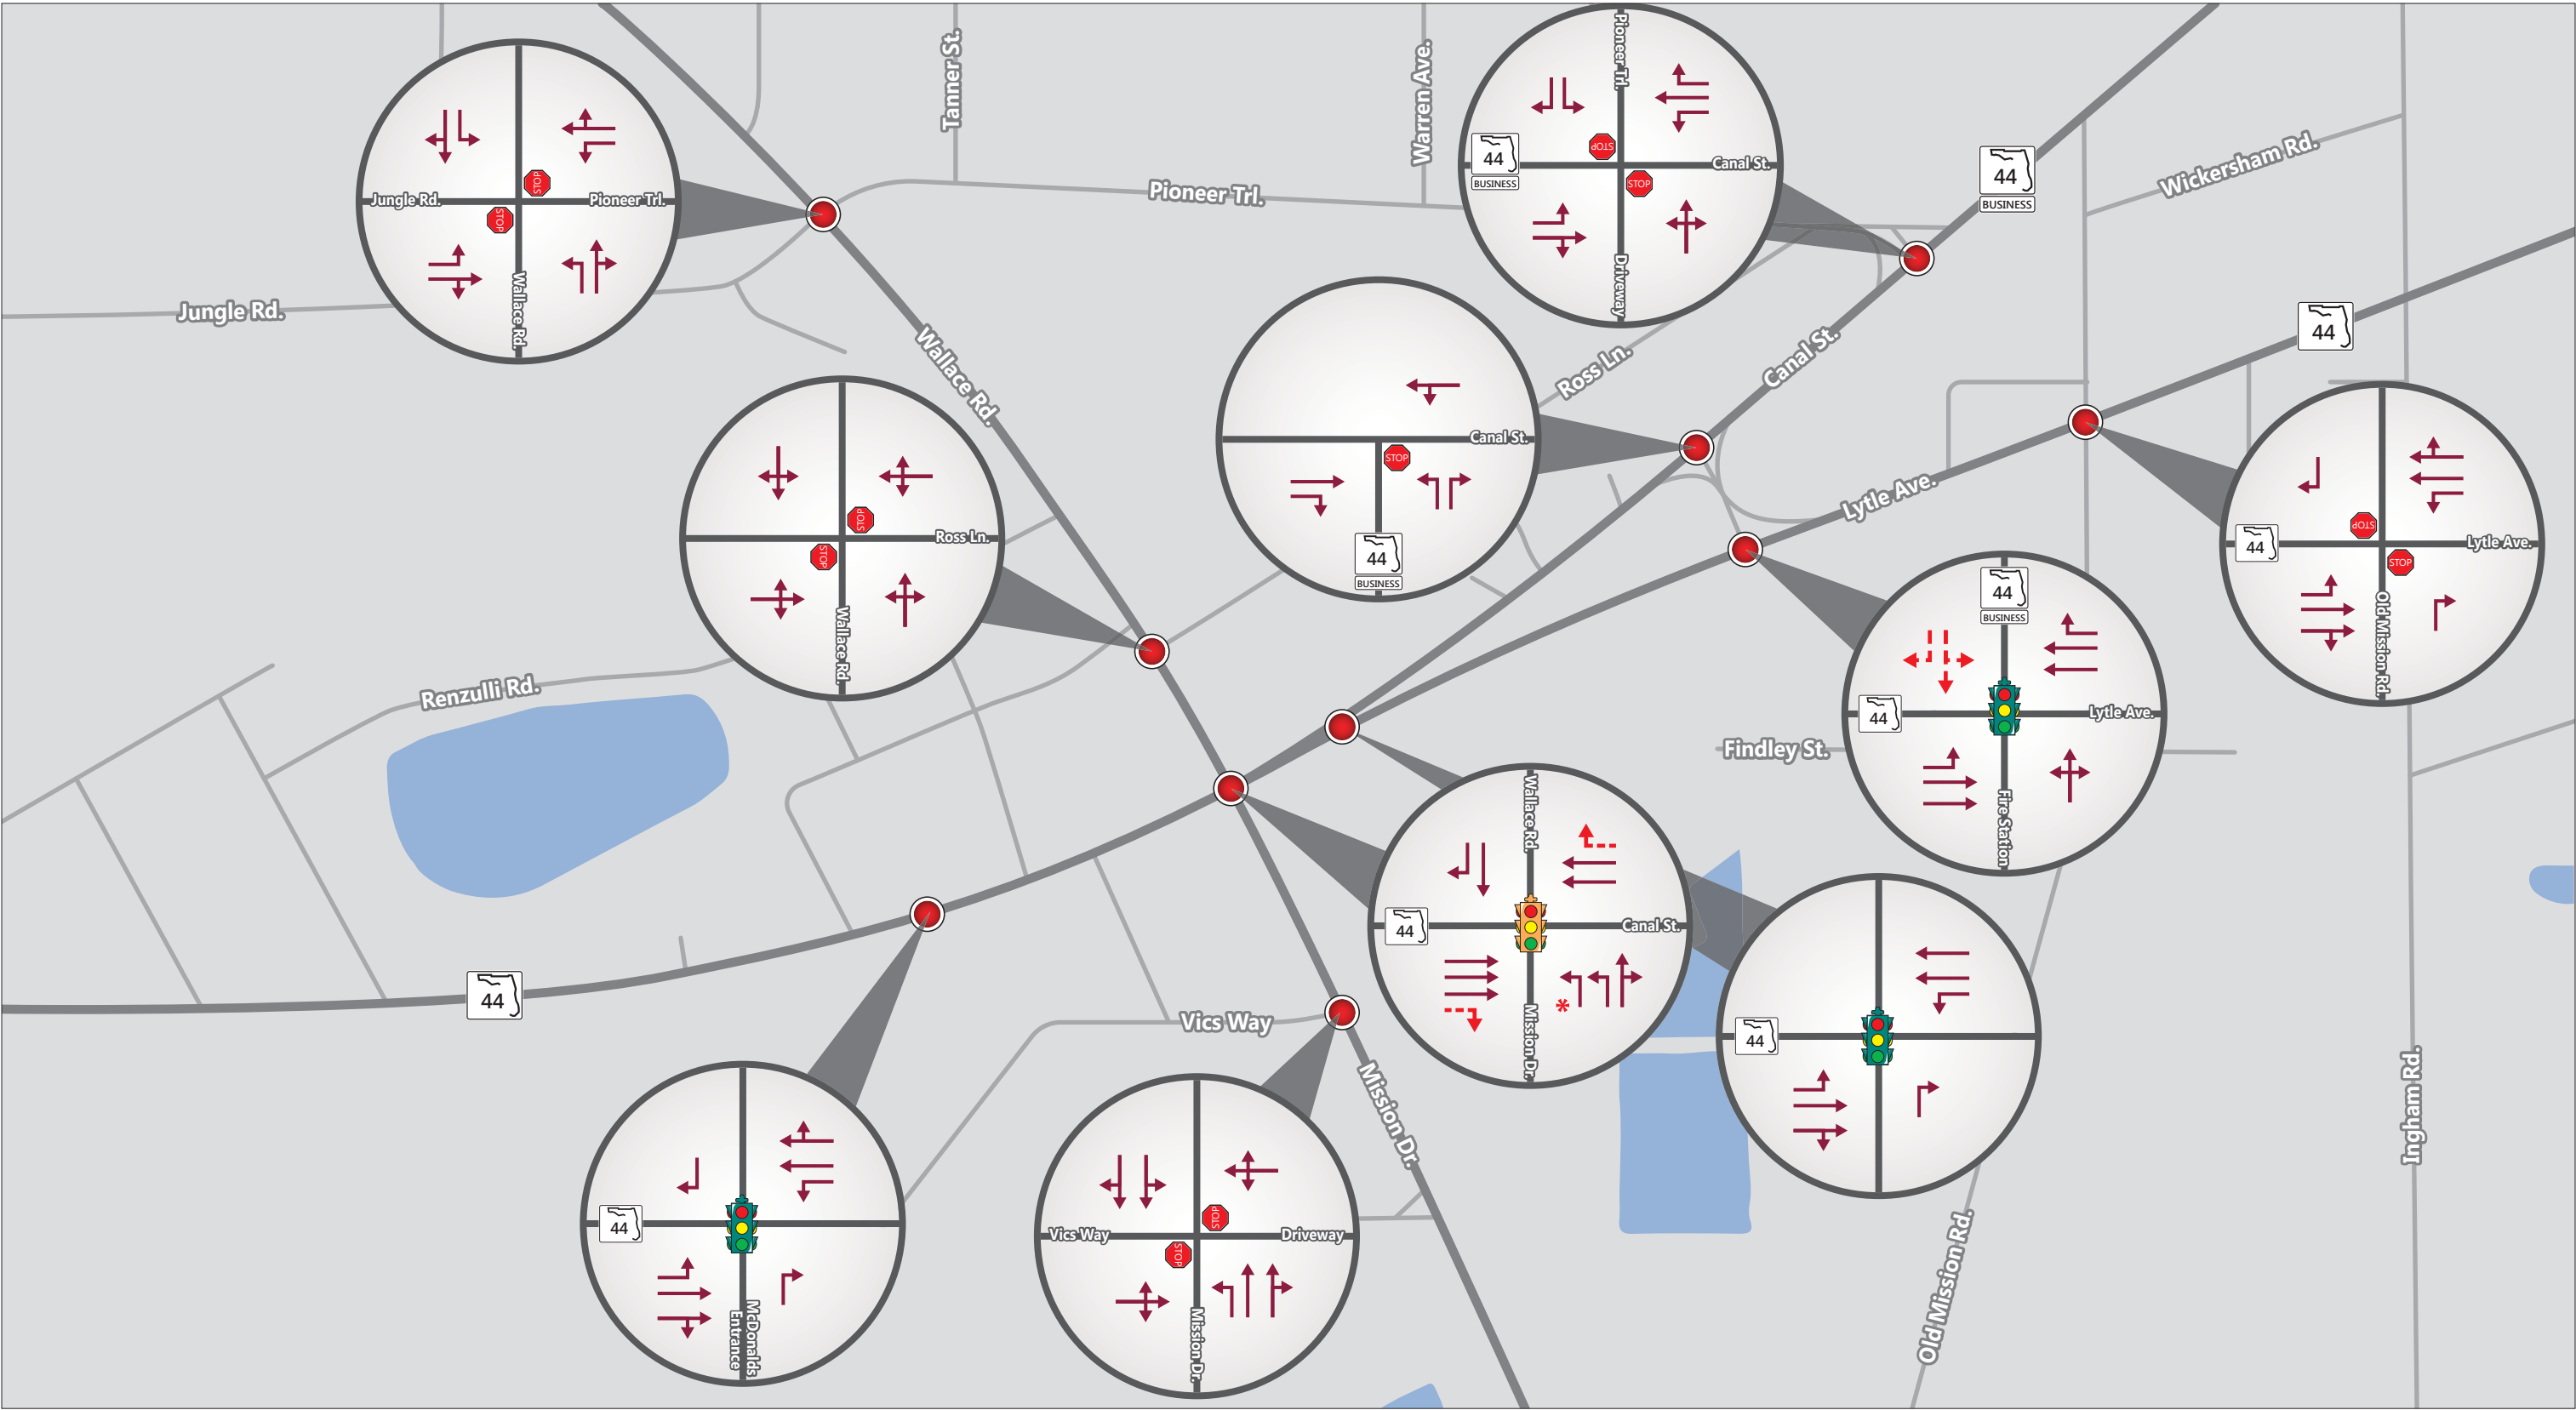 Tanner St.
Warren Ave.
Pioneer Trl.
Jungle Rd.
Wallace Rd.
Ross Ln.
Canal St.
44
BUSINESS
Wickersham Rd.
44
Lytle Ave.
Renzulli Rd.
Findley St.
44
Vics Way
Mission Dr.
Old Mission Rd.
Ingham Rd.
Jungle Rd.
Pioneer Trl.
Wallace Rd.
STOP
STOP
Pioneer Trl.
44
BUSINESS
Canal St.
Driveway
STOP
STOP
Ross Ln.
Wallace Rd.
STOP
STOP
Canal St.
STOP
44
BUSINESS
44
Lytle Ave.
Old Mission Rd.
STOP
STOP
44
BUSINESS
44
Lytle Ave.
Fire Station
Wallace Rd.
44
Canal St.
Mission Dr.
*
44
44
McDonalds
Entrance
Vics Way
Driveway
Mission Dr.
STOP
STOP